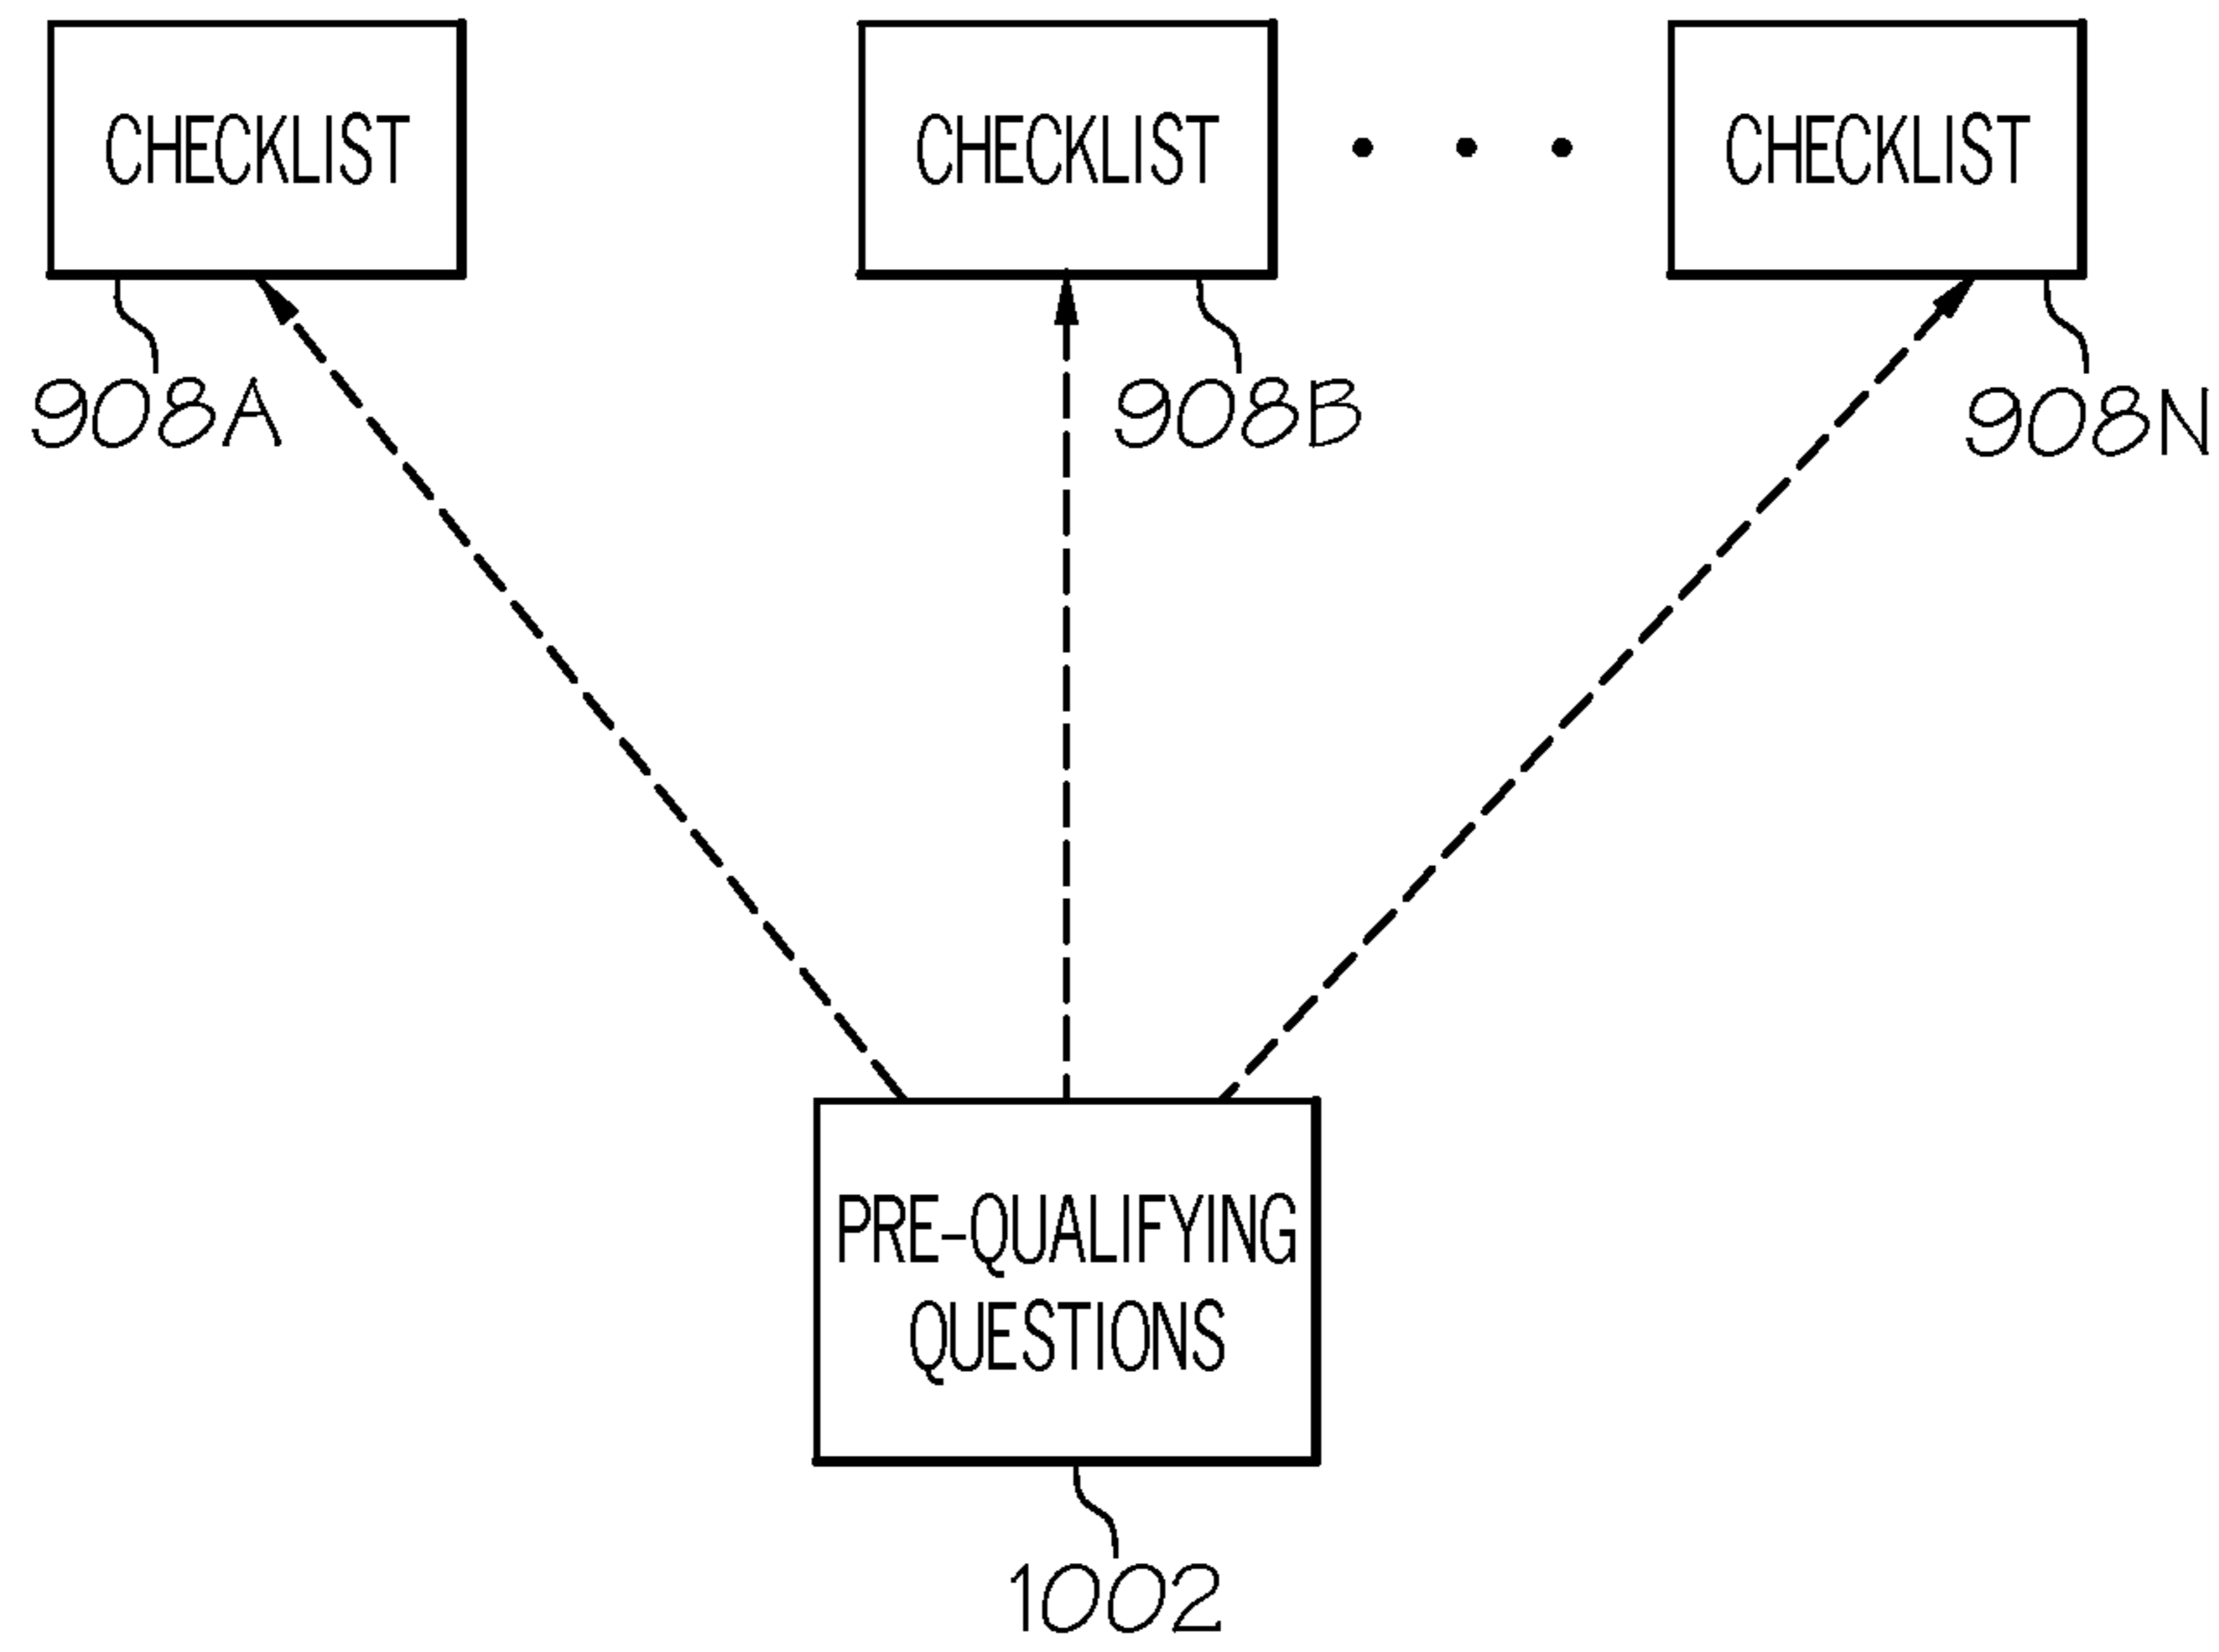 CHECKLIST
CHECKLIST
CHECKLIST
908A
908B
908N
PRE-QUALIFYING
QUESTIONS
1002